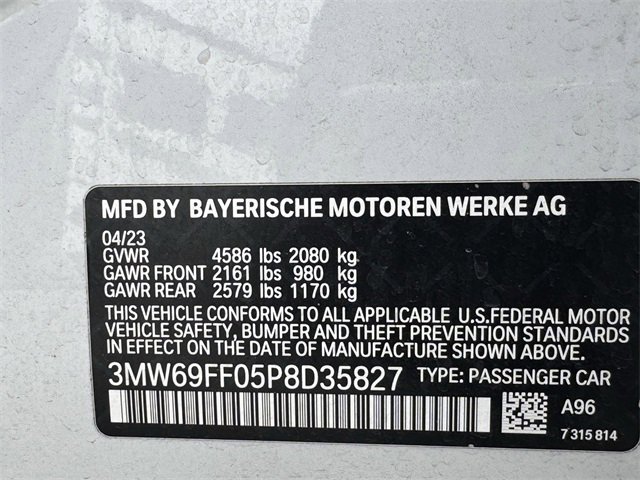 MFD BY BAYERISCHE MOTOREN WERKE AG
04/23
GVWR 4586 lbs 2080 kg
GAWR FRONT 2161 lbs 980 kg
GAWR REAR 2579 lbs 1170 kg
THIS VEHICLE CONFORMS TO ALL APPLICABLE U.S.FEDERAL MOTOR
VEHICLE SAFETY, BUMPER AND THEFT PREVENTION STANDARDS
IN EFFECT ON THE DATE OF MANUFACTURE SHOWN ABOVE.
3MW69FF05P8D35827 TYPE: PASSENGER CAR
A96
7 315 814